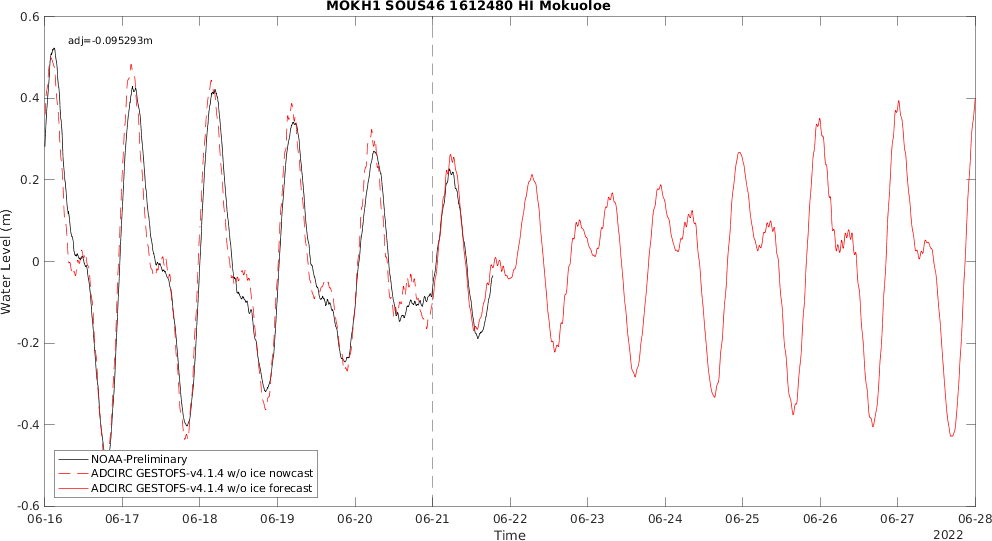 MOKH1 SOUS46 1612480 HI Mokuoloe
0.6
adj=-0.095293m
0.4
0.2
0
-0.2
-0.4
-0.6
Water Level (m)
NOAA-Preliminary
ADCIRC GESTOFS-v4.1.4 w/o ice nowcast
ADCIRC GESTOFS-v4.1.4 w/o ice forecast
06-16 06-17 06-18 06-19 06-20 06-21 06-22 06-23 06-24 06-25 06-26 06-27 06-28
Time
2022